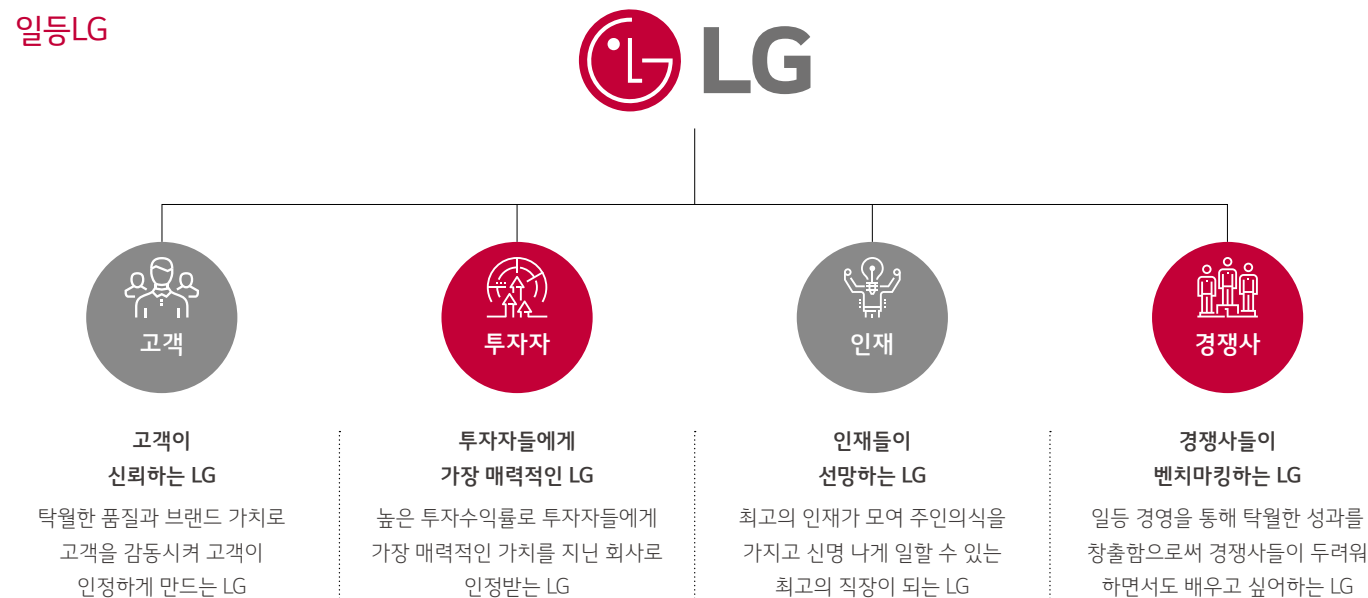 일등LG
LG
고객
투자자
인재
경쟁사
고객이
신뢰하는 LG
탁월한 품질과 브랜드 가치로
고객을 감동시켜 고객이
인정하게 만드는 LG
투자자들에게
가장 매력적인 LG
높은 투자수익률로 투자자들에게
가장 매력적인 가치를 지닌 회사로
인정받는 LG
인재들이
선망하는 LG
최고의 인재가 모여 주인의식을
가지고 신명 나게 일할 수 있는
최고의 직장이 되는 LG
경쟁사들이
벤치마킹하는 LG
일등 경영을 통해 탁월한 성과를
창출함으로써 경쟁사들이 두려워
하면서도 배우고 싶어하는 LG